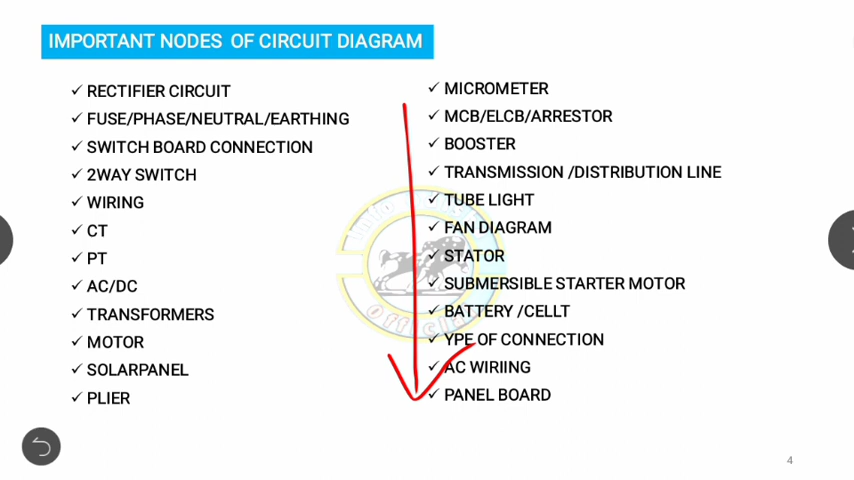 IMPORTANT NODES OF CIRCUIT DIAGRAM
✓ RECTIFIER CIRCUIT
✓ FUSE/PHASE/NEUTRAL/EARTHING
✓ SWITCH BOARD CONNECTION
✓ 2WAY SWITCH
✓ WIRING
✓ CT
✓ PT
✓ AC/DC
✓ TRANSFORMERS
✓ MOTOR
✓ SOLARPANEL
✓ PLIER
✓ MICROMETER
✓ MCB/ELCB/ARRESTOR
✓ BOOSTER
✓ TRANSMISSION /DISTRIBUTION LINE
✓ TUBE LIGHT
✓ FAN DIAGRAM
✓ STATOR
✓ SUBMERSIBLE STARTER MOTOR
✓ BATTERY /CELLT
✓ YPE OF CONNECTION
✓ AC WIRIING
✓ PANEL BOARD
Official
4